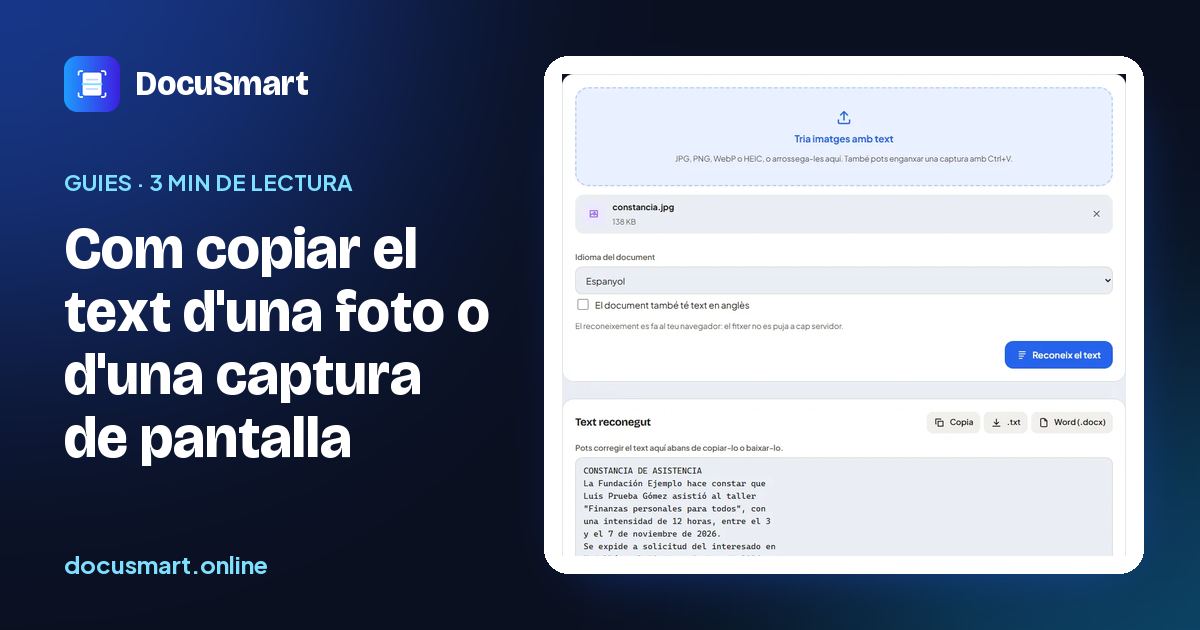 DocuSmart
GUIES · 3 MIN DE LECTURA
Com copiar el
text d'una foto o
d'una captura
de pantalla
docusmart.online
Tria imatges amb text
JPG, PNG, WebP o HEIC, o arrossega-les aquí. També pots enganxar una captura amb Ctrl+V.
constancia.jpg
138 KB
Idioma del document
Espanyol
El document també té text en anglès
El reconeixement es fa al teu navegador: el fitxer no es puja a cap servidor.
Reconeix el text
Text reconegut
Copia
.txt
Word (.docx)
Pots corregir el text aquí abans de copiar-lo o baixar-lo.
CONSTANCIA DE ASISTENCIA
La Fundación Ejemplo hace constar que
Luis Prueba Gómez asistió al taller
"Finanzas personales para todos", con
una intensidad de 12 horas, entre el 3
y el 7 de noviembre de 2026.
Se expide a solicitud del interesado en